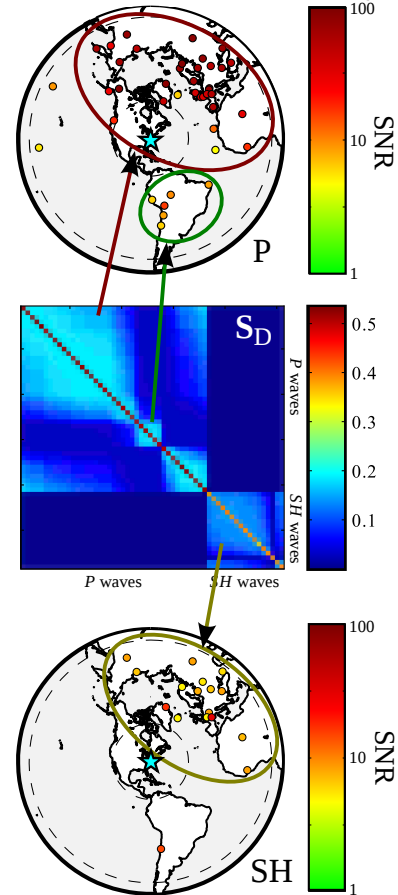 100
10
1
SNR
P
S_D
P waves
SH waves
0.5
0.4
0.3
0.2
0.1
P waves
SH waves
100
10
1
SNR
SH